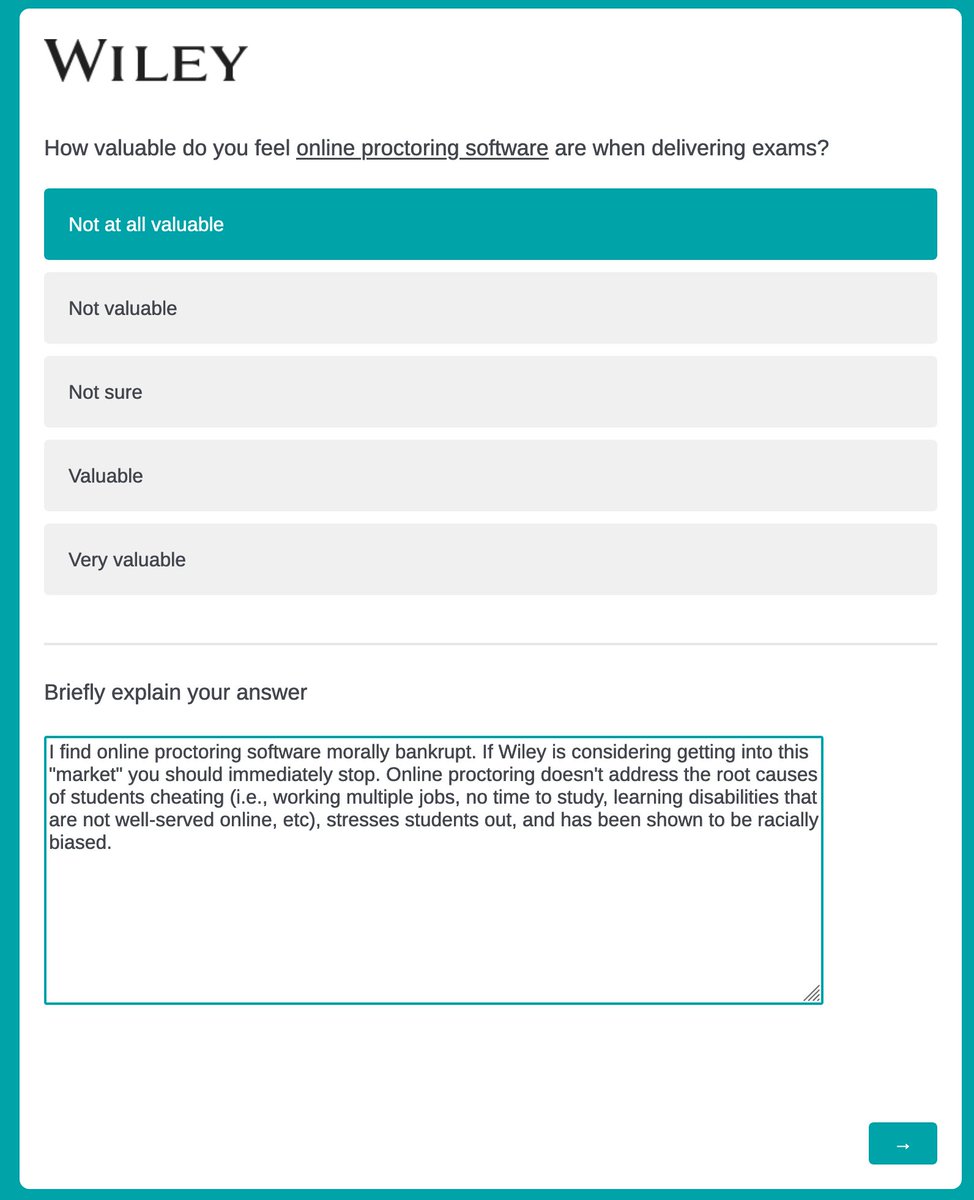 WILEY
How valuable do you feel online proctoring software are when delivering exams?
Not at all valuable
Not valuable
Not sure
Valuable
Very valuable
Briefly explain your answer
I find online proctoring software morally bankrupt. If Wiley is considering getting into this
"market" you should immediately stop. Online proctoring doesn't address the root causes
of students cheating (i.e., working multiple jobs, no time to study, learning disabilities that
are not well-served online, etc), stresses students out, and has been shown to be racially
biased.
→